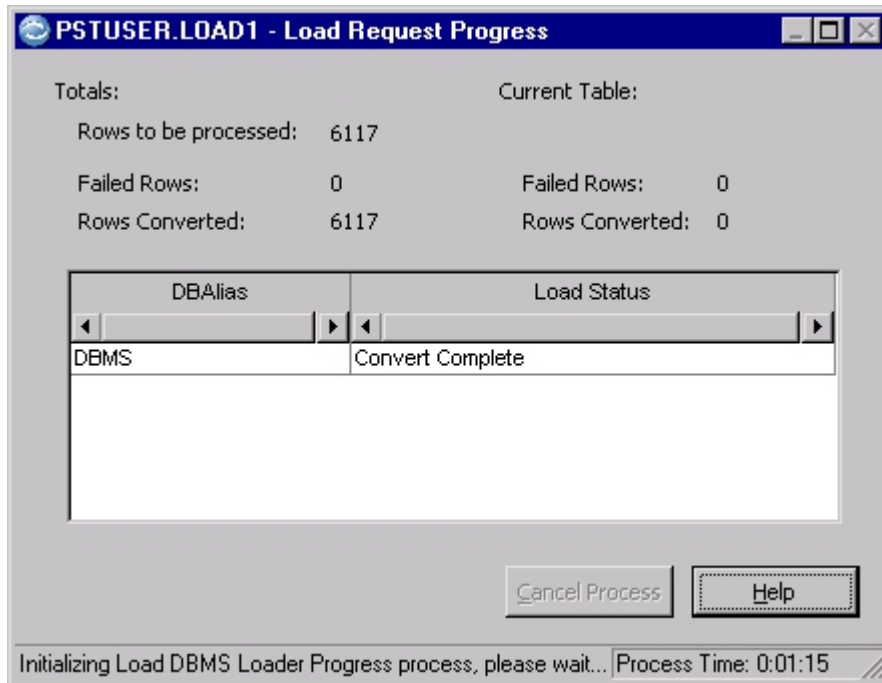 PSTUSER.LOAD1 - Load Request Progress
Totals: Current Table:
Rows to be processed: 6117
Failed Rows: 0 Failed Rows: 0
Rows Converted: 6117 Rows Converted: 0
DBAlias Load Status
DBMS Convert Complete
Cancel Process Help
Initializing Load DBMS Loader Progress process, please wait... Process Time: 0:01:15